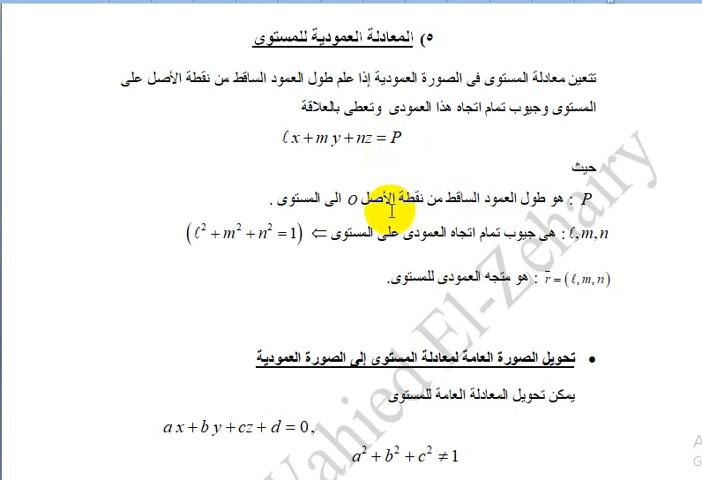 ٥) المعادلة العمودية للمستوى
تتعين معادلة المستوى فى الصورة العمودية إذا علم طول العمود الساقط من نقطة الأصل على
المستوى وجيوب تمام اتجاه هذا العمودى وتعطى بالعلاقة
ℓx + my + nz = P
حيث
P : هو طول العمود الساقط من نقطة الأصل O الى المستوى .
ℓ, m, n : هى جيوب تمام اتجاه العمودى على المستوى ⇐ (ℓ² + m² + n² = 1)
r̄ = (ℓ, m, n) : هو متجه العمودى للمستوى.
• تحويل الصورة العامة لمعادلة المستوى إلى الصورة العمودية
يمكن تحويل المعادلة العامة للمستوى
ax + by + cz + d = 0,
a² + b² + c² ≠ 1
Wahied El-Zehairy